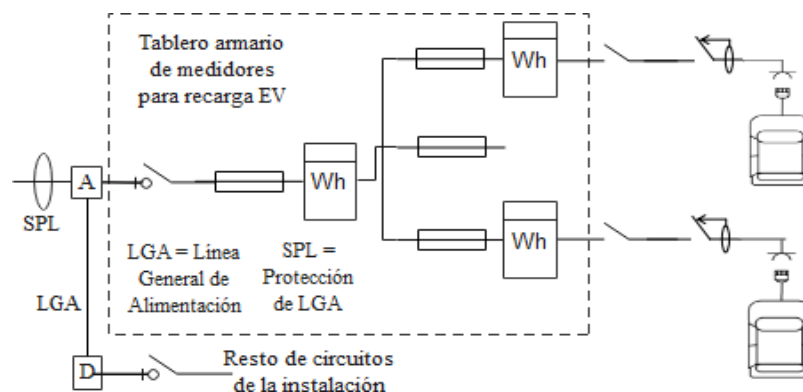 Tablero armario
de medidores
para recarga EV
Wh
A
Wh
SPL
LGA = Línea
General de
Alimentación
SPL =
Protección
de LGA
Wh
LGA
D
Resto de circuitos
de la instalación